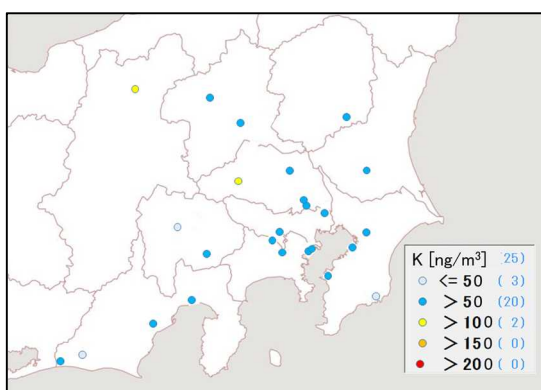 K [ng/m³] 25)
<= 50 ( 3)
> 50 (20)
> 100 ( 2)
> 150 ( 0)
> 200 ( 0)